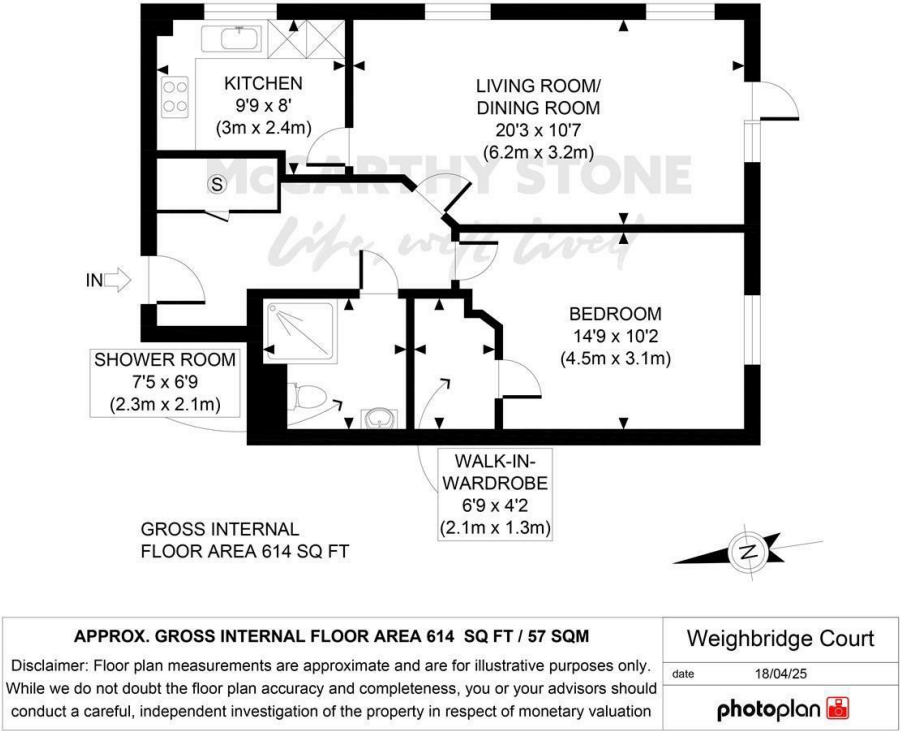 KITCHEN
9'9 x 8'
(3m x 2.4m)
LIVING ROOM/
DINING ROOM
20'3 x 10'7
(6.2m x 3.2m)
McCARTHY STONE
Life, well lived
S
IN
BEDROOM
14'9 x 10'2
(4.5m x 3.1m)
SHOWER ROOM
7'5 x 6'9
(2.3m x 2.1m)
WALK-IN-
WARDROBE
6'9 x 4'2
(2.1m x 1.3m)
GROSS INTERNAL
FLOOR AREA 614 SQ FT
N
APPROX. GROSS INTERNAL FLOOR AREA 614 SQ FT / 57 SQM
Disclaimer: Floor plan measurements are approximate and are for illustrative purposes only.
While we do not doubt the floor plan accuracy and completeness, you or your advisors should
conduct a careful, independent investigation of the property in respect of monetary valuation
Weighbridge Court
date 18/04/25
photoplan